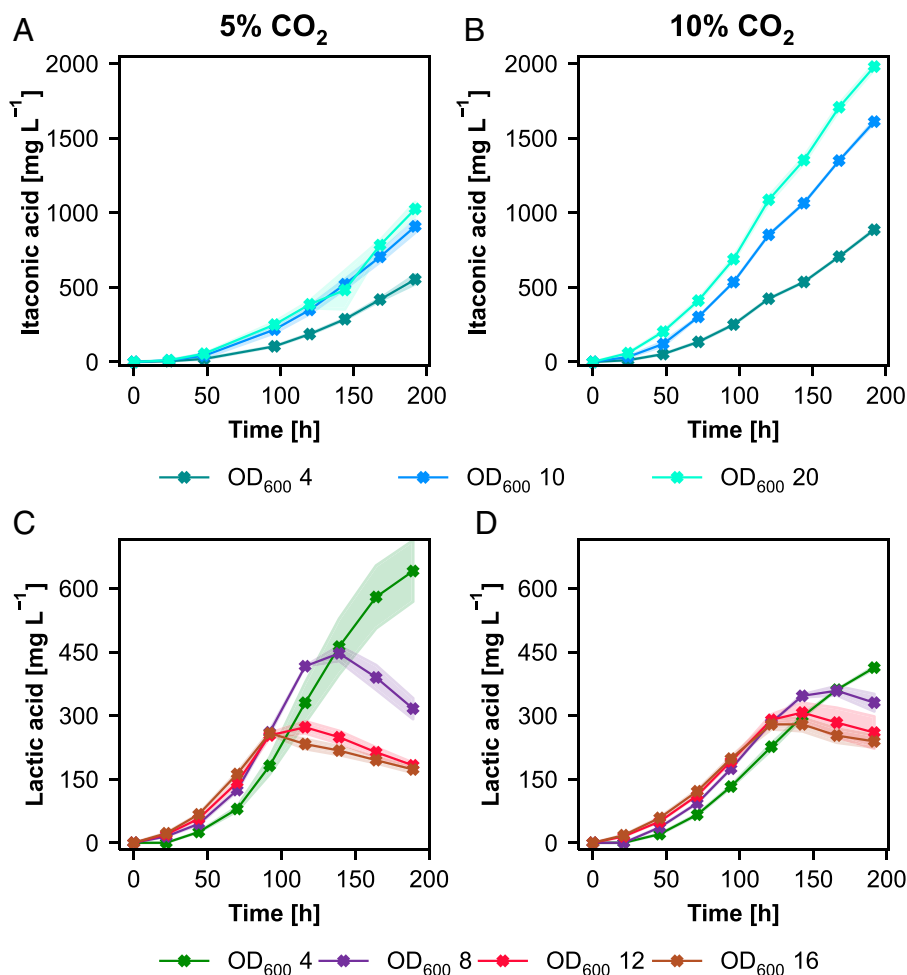 A 5% CO₂ B 10% CO₂
Itaconic acid [mg L⁻¹]
2000
1500
1000
500
0
0 50 100 150 200
Time [h]
Itaconic acid [mg L⁻¹]
2000
1500
1000
500
0
0 50 100 150 200
Time [h]
OD₆₀₀ 4 OD₆₀₀ 10 OD₆₀₀ 20
C D
Lactic acid [mg L⁻¹]
600
450
300
150
0
0 50 100 150 200
Time [h]
Lactic acid [mg L⁻¹]
600
450
300
150
0
0 50 100 150 200
Time [h]
OD₆₀₀ 4 OD₆₀₀ 8 OD₆₀₀ 12 OD₆₀₀ 16